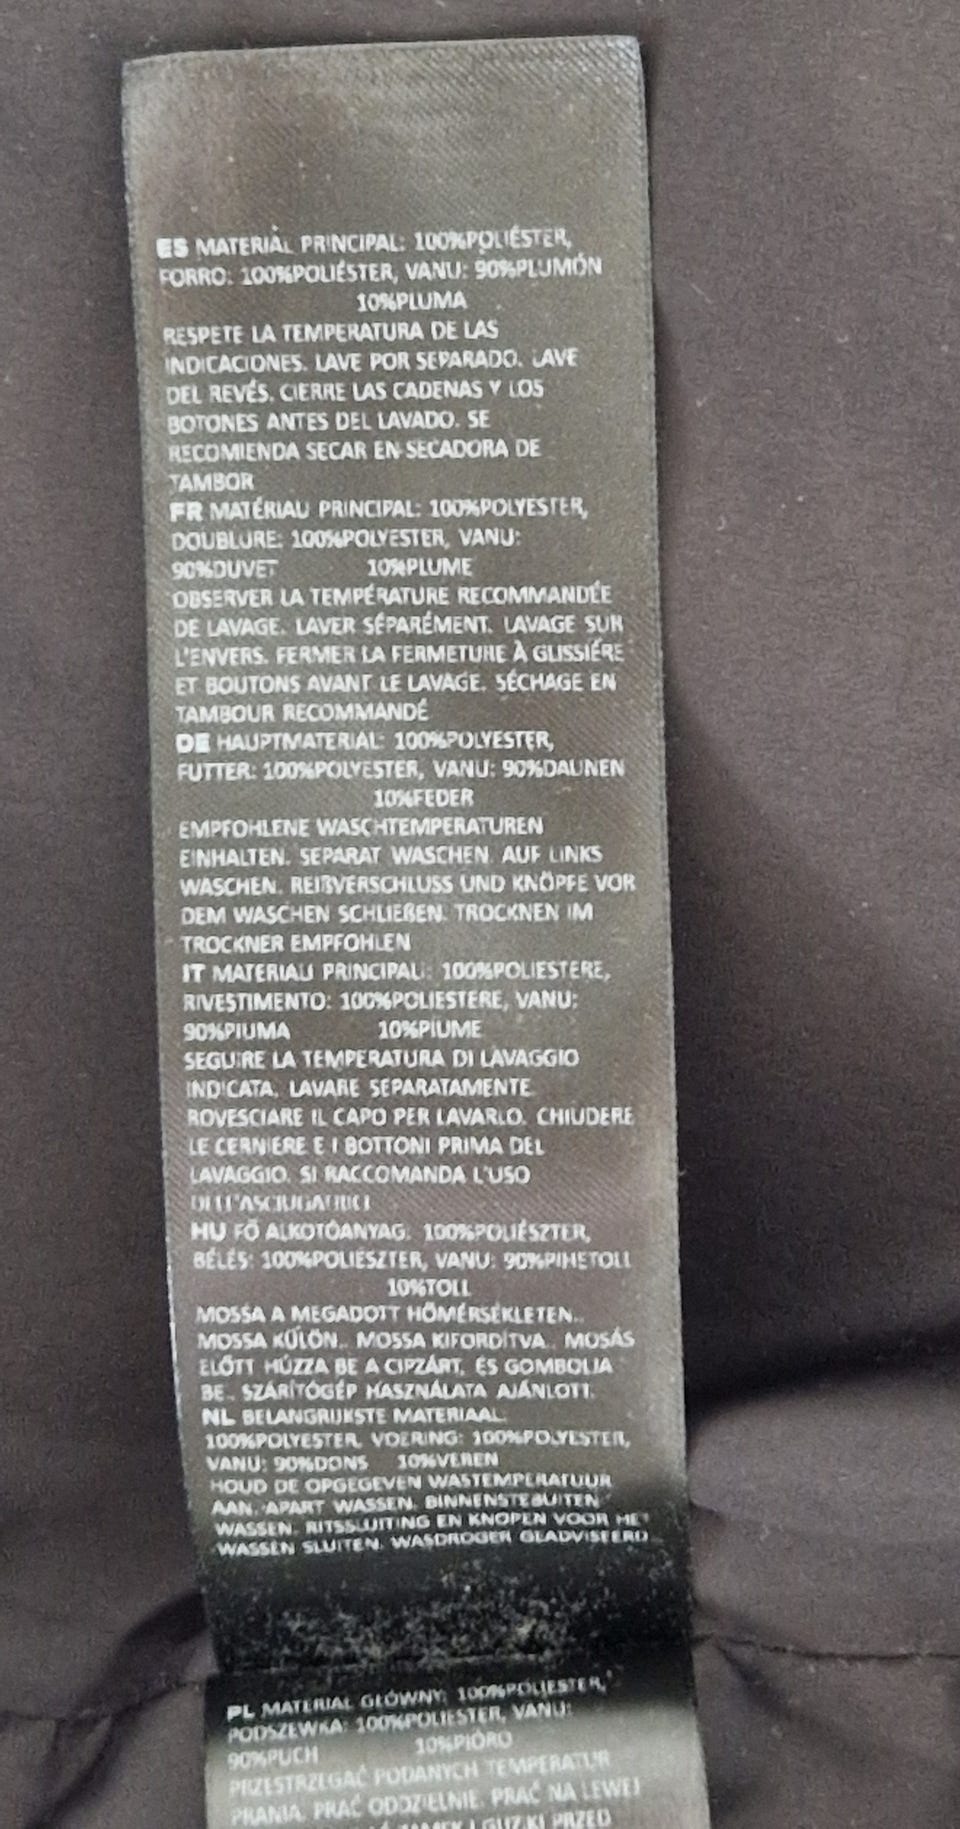 ES MATERIAL PRINCIPAL: 100%POLIÉSTER,
FORRO: 100%POLIÉSTER, VANU: 90%PLUMÓN
10%PLUMA
RESPETE LA TEMPERATURA DE LAS
INDICACIONES. LAVE POR SEPARADO. LAVE
DEL REVÉS. CIERRE LAS CADENAS Y LOS
BOTONES ANTES DEL LAVADO. SE
RECOMIENDA SECAR EN SECADORA DE
TAMBOR
FR MATÉRIAU PRINCIPAL: 100%POLYESTER,
DOUBLURE: 100%POLYESTER, VANU:
90%DUVET 10%PLUME
OBSERVER LA TEMPÉRATURE RECOMMANDÉE
DE LAVAGE. LAVER SÉPARÉMENT. LAVAGE SUR
L'ENVERS. FERMER LA FERMETURE À GLISSIÉRE
ET BOUTONS AVANT LE LAVAGE. SÉCHAGE EN
TAMBOUR RECOMMANDÉ
DE HAUPTMATERIAL: 100%POLYESTER,
FUTTER: 100%POLYESTER, VANU: 90%DAUNEN
10%FEDER
EMPFOHLENE WASCHTEMPERATUREN
EINHALTEN. SEPARAT WASCHEN. AUF LINKS
WASCHEN. REIßVERSCHLUSS UND KNÖPFE VOR
DEM WASCHEN SCHLIEßEN. TROCKNEN IM
TROCKNER EMPFOHLEN
IT MATERIAU PRINCIPALI: 100%POLIESTERE,
RIVESTIMENTO: 100%POLIESTERE, VANU:
90%PIUMA 10%PIUME
SEGUIRE LA TEMPERATURA DI LAVAGGIO
INDICATA. LAVARE SEPARATAMENTE
ROVESCIARE IL CAPO PER LAVARLO. CHIUDERE
LE CERNIERE E I BOTTONI PRIMA DEL
LAVAGGIO. SI RACCOMANDA L'USO
DELL'ASCIUGATRICI
HU FŐ ALKOTÓANYAG: 100%POLIÉSZTER,
BÉLÉS: 100%POLIESZTER, VANU: 90%PIHETOLL
10%TOLL
MOSSA A MEGADOTT HŐMÉRSÉKLETEN..
MOSSA KÜLÖN.. MOSSA KIFORDÍTVA.. MOSÁS
ELŐTT HÚZZA BE A CIPZÁRT, ÉS GOMBOLJA
BE.. SZÁRÍTÓGÉP HASZNÁLATA AJÁNLOTT.
NL BELANGRIJKSTE MATERIAAL:
100%POLYESTER, VOERING: 100%POLYESTER,
VANU: 90%DONS 10%VEREN
HOUD DE OPGEGEVEN WASTEMPERATUUR
AAN. APART WASSEN. BINNENSTEBUITEN
WASSEN. RITSSLUITING EN KNOPEN VOOR HET
WASSEN SLUITEN. WASDROGER GLADVISEERD
PL MATERIAL GŁÓWNY: 100%POLIESTER,
PODSZEWKA: 100%POLIESTER, VANU:
90%PUCH 10%PIÓRO
PRZESTRZEGAĆ PODANYCH TEMPERATUR
PRANIA. PRAĆ ODDZIELNIE. PRAĆ NA LEWEJ
ZAMEK I GUZIKI PRZED